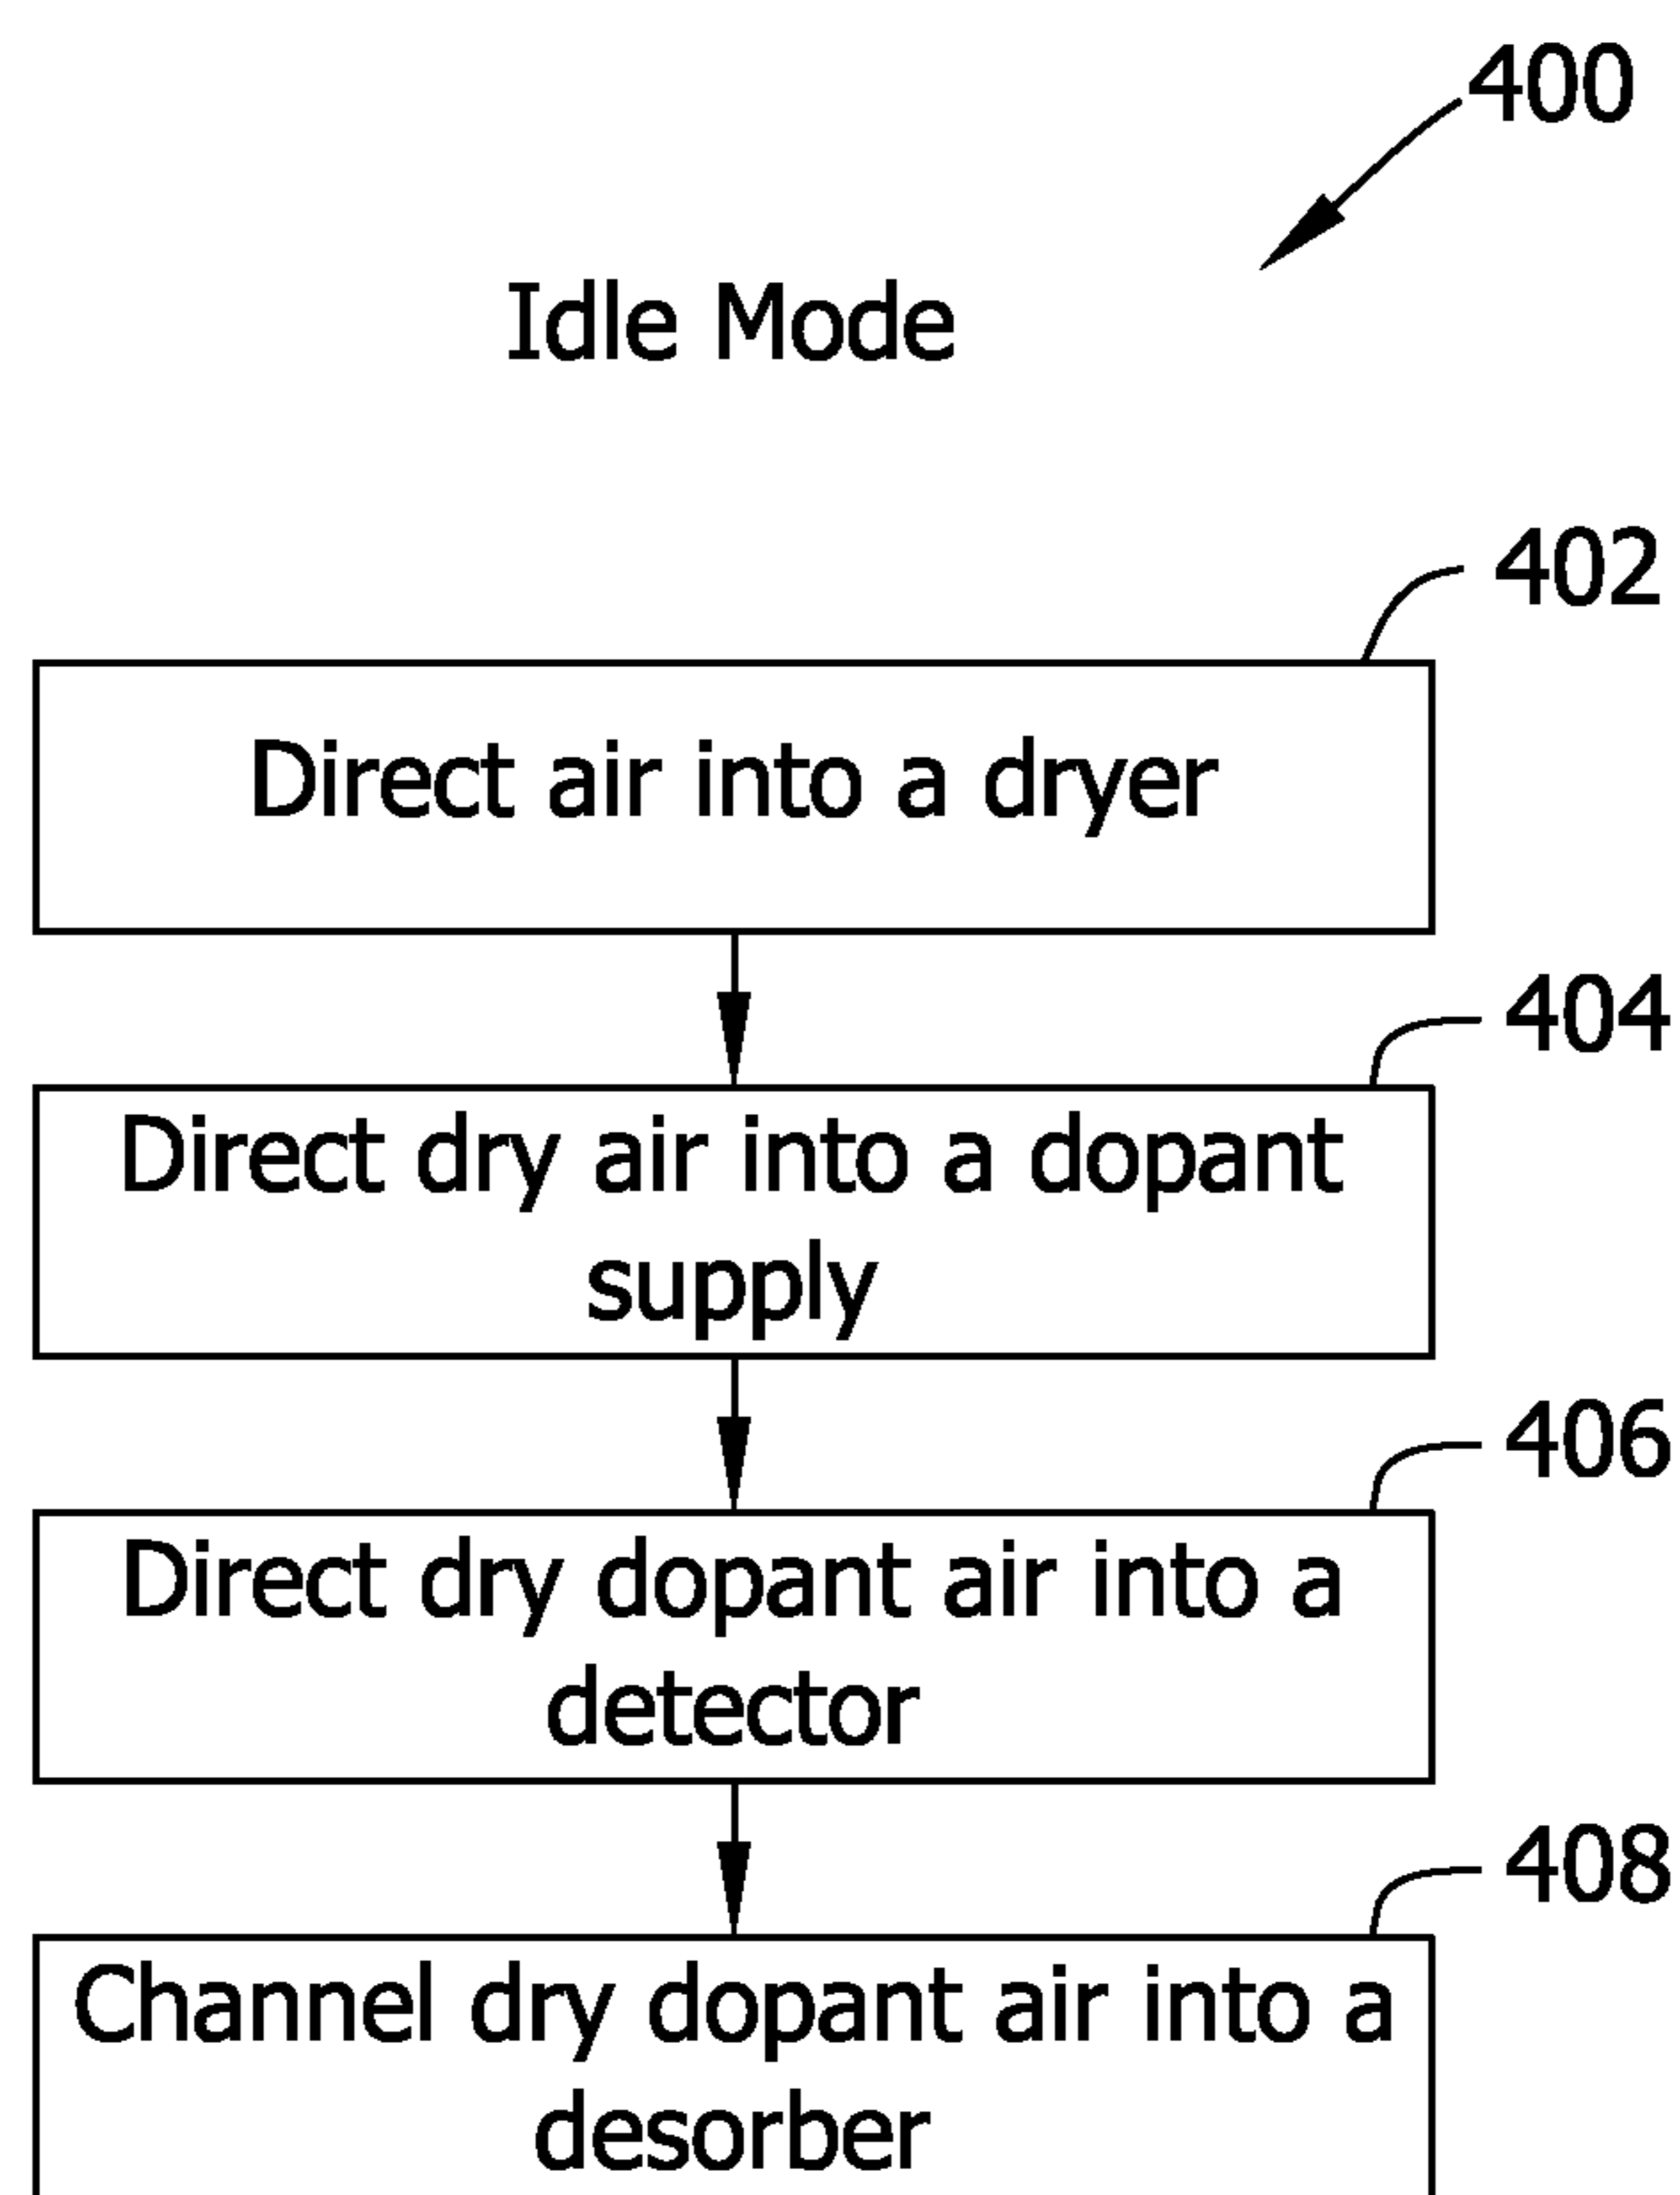 400
Idle Mode
402
Direct air into a dryer
404
Direct dry air into a dopant
supply
406
Direct dry dopant air into a
detector
408
Channel dry dopant air into a
desorber